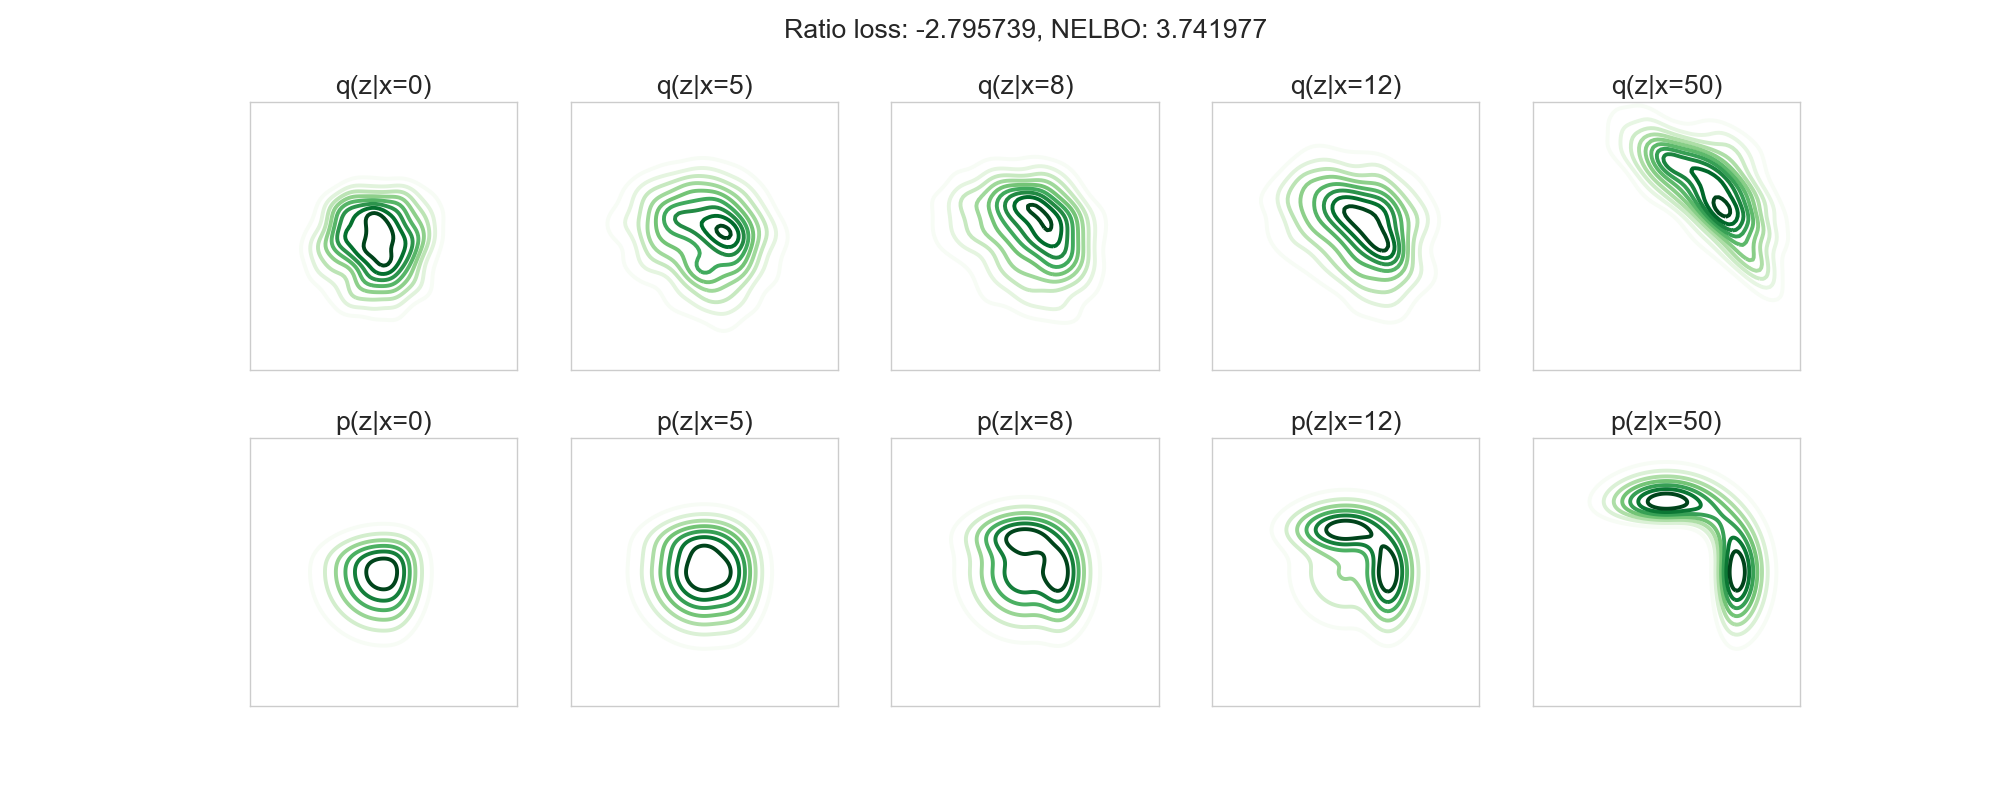 Ratio loss: -2.795739, NELBO: 3.741977
q(z|x=0) q(z|x=5) q(z|x=8) q(z|x=12) q(z|x=50)
p(z|x=0) p(z|x=5) p(z|x=8) p(z|x=12) p(z|x=50)